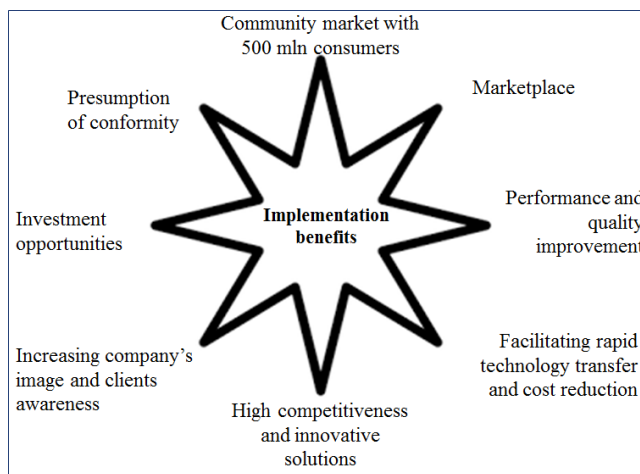 Community market with
500 mln consumers
Marketplace
Presumption
of conformity
Performance and
quality
improvement
Implementation
benefits
Investment
opportunities
Facilitating rapid
technology transfer
and cost reduction
Increasing company’s
image and clients
awareness
High competitiveness
and innovative
solutions